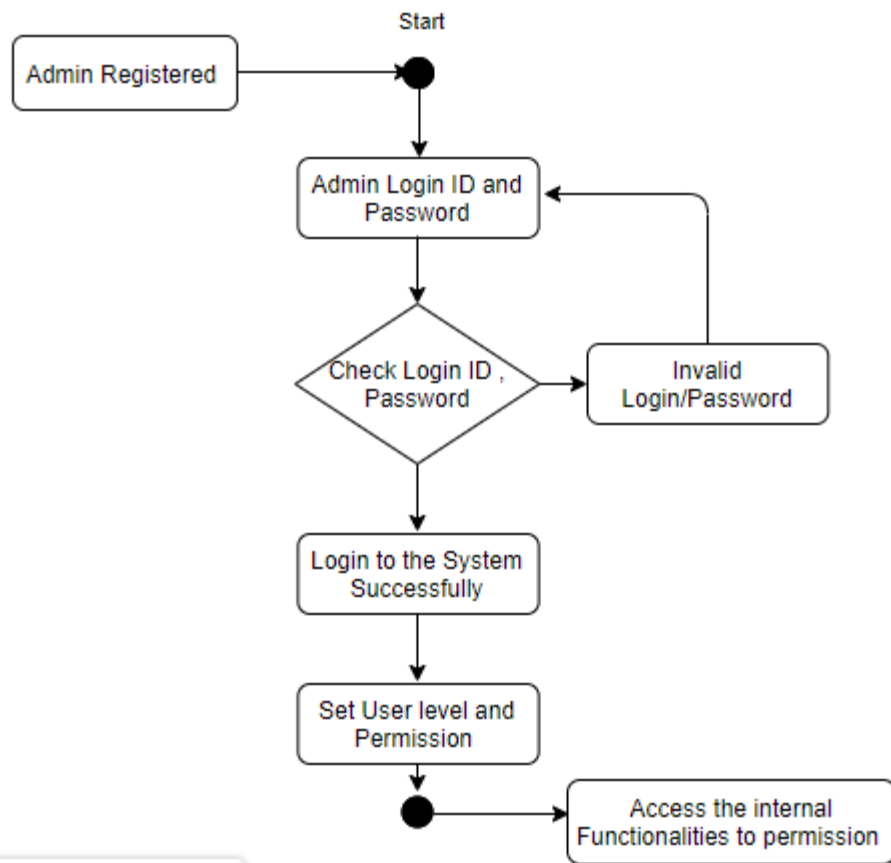 Start
Admin Registered
Admin Login ID and
Password
Check Login ID ,
Password
Invalid
Login/Password
Login to the System
Successfully
Set User level and
Permission
Access the internal
Functionalities to permission